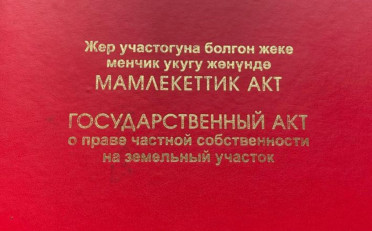 Жер участогуна болгон жеке
менчик укугу жөнүндө
МАМЛЕКЕТТИК АКТ
ГОСУДАРСТВЕННЫЙ АКТ
о праве частной собственности
на земельный участок